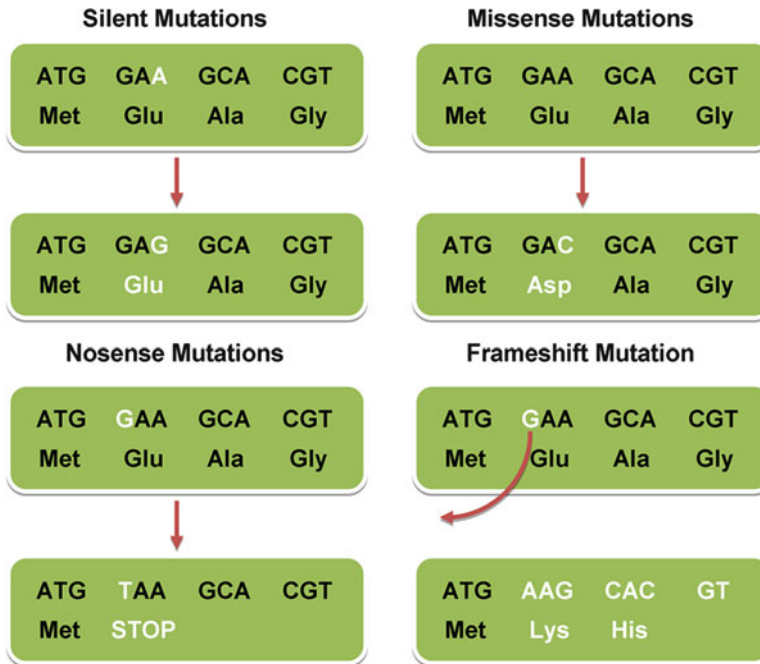 Silent Mutations
ATG GAA GCA CGT
Met Glu Ala Gly
ATG GAG GCA CGT
Met Glu Ala Gly
Missense Mutations
ATG GAA GCA CGT
Met Glu Ala Gly
ATG GAC GCA CGT
Met Asp Ala Gly
Nosense Mutations
ATG GAA GCA CGT
Met Glu Ala Gly
ATG TAA GCA CGT
Met STOP
Frameshift Mutation
ATG GAA GCA CGT
Met Glu Ala Gly
ATG AAG CAC GT
Met Lys His